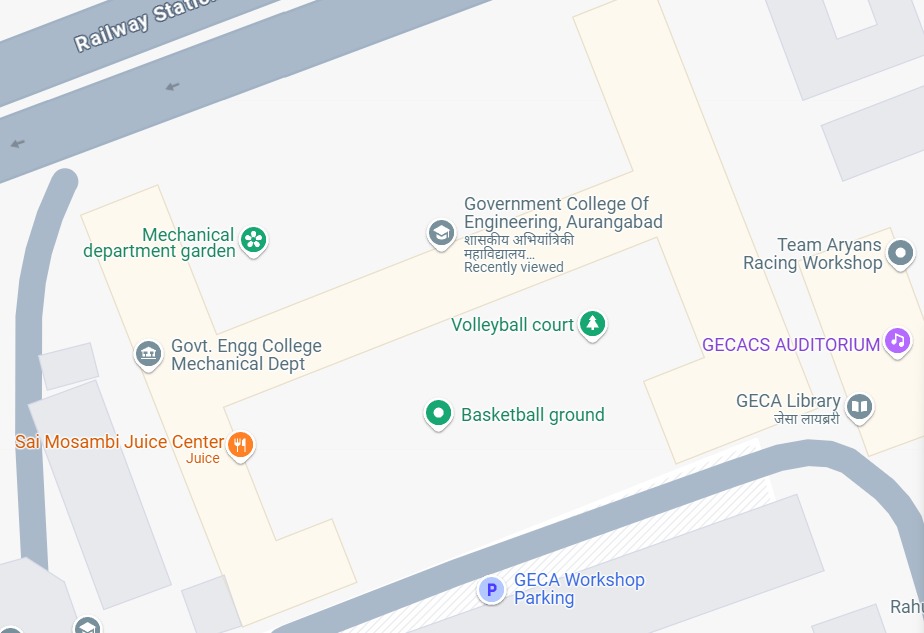 Railway Station
Government College Of
Engineering, Aurangabad
शासकीय अभियांत्रिकी
महाविद्यालय...
Recently viewed
Mechanical
department garden
Team Aryans
Racing Workshop
Volleyball court
GECACS AUDITORIUM
Govt. Engg College
Mechanical Dept
GECA Library
जेसा लायब्ररी
Basketball ground
Sai Mosambi Juice Center
Juice
P
GECA Workshop
Parking
Rahu